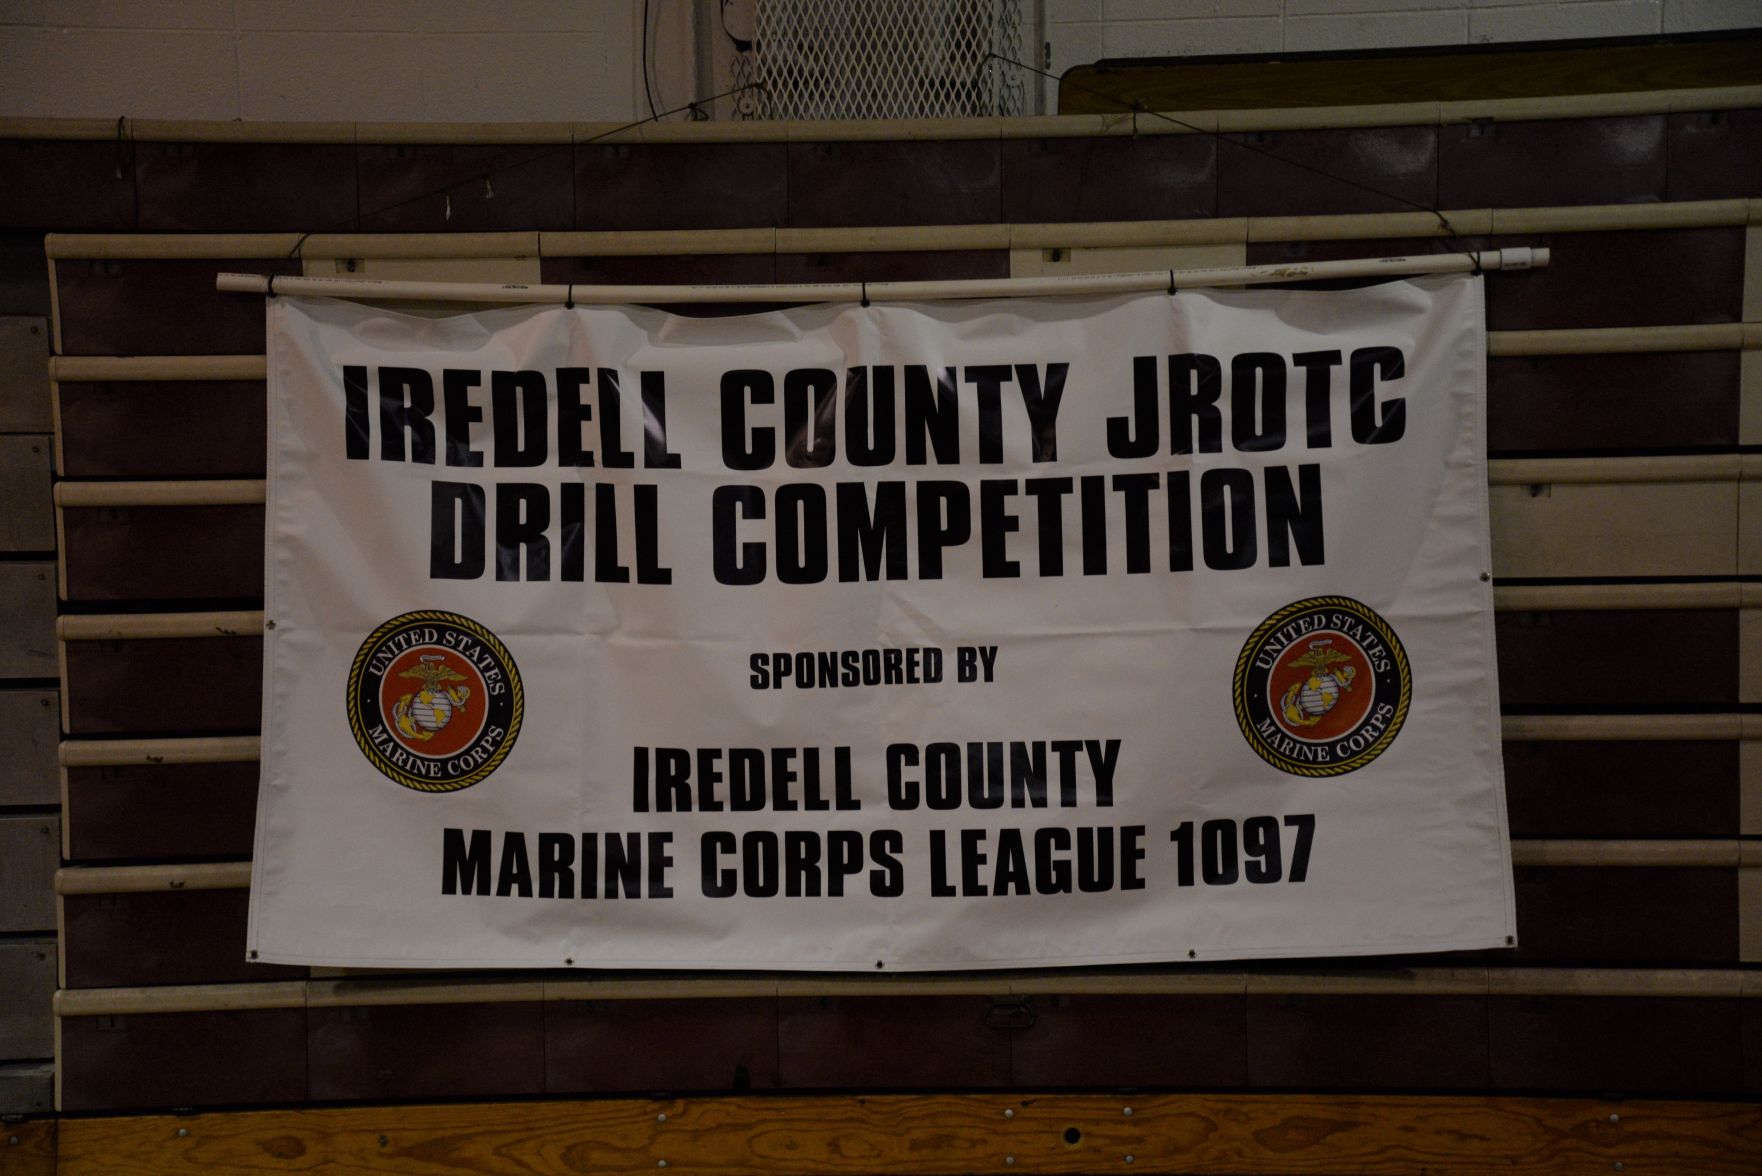 IREDELL COUNTY JROTC
DRILL COMPETITION
SPONSORED BY
UNITED STATES
MARINE CORPS
UNITED STATES
MARINE CORPS
IREDELL COUNTY
MARINE CORPS LEAGUE 1097